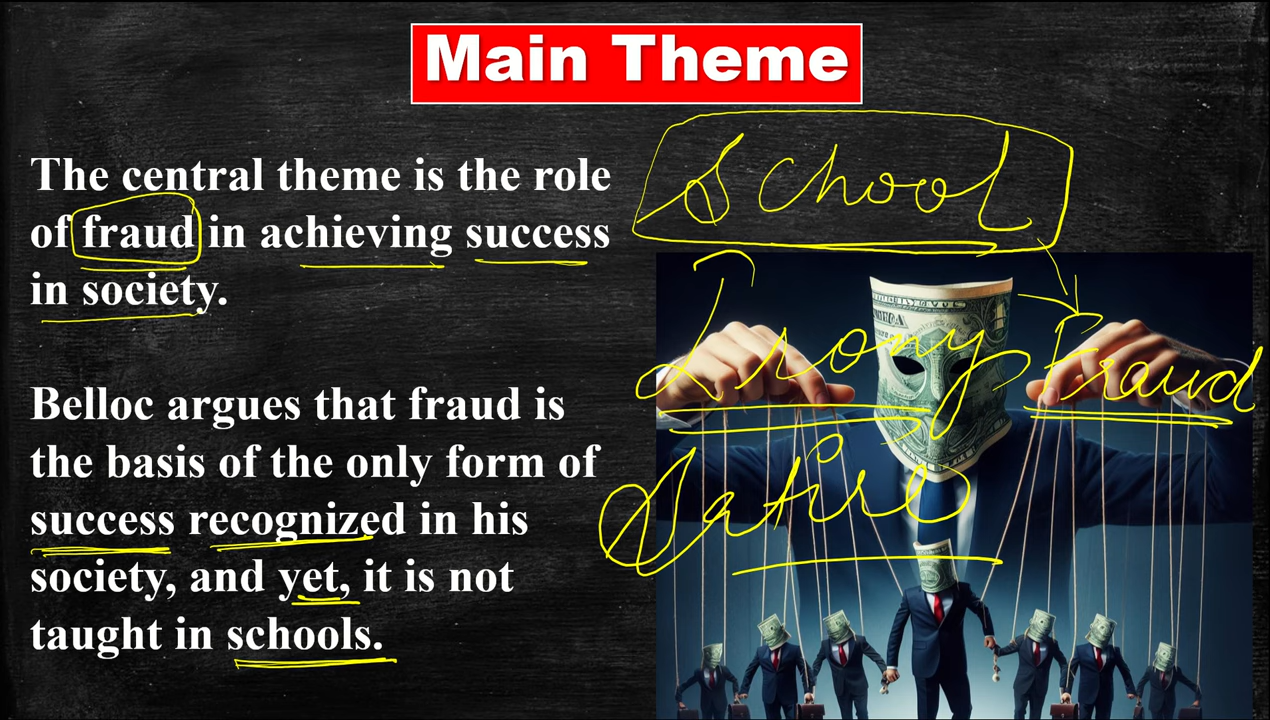 Main Theme
The central theme is the role
of fraud in achieving success
in society.
Belloc argues that fraud is
the basis of the only form of
success recognized in his
society, and yet, it is not
taught in schools.
School
Irony Fraud
Satire